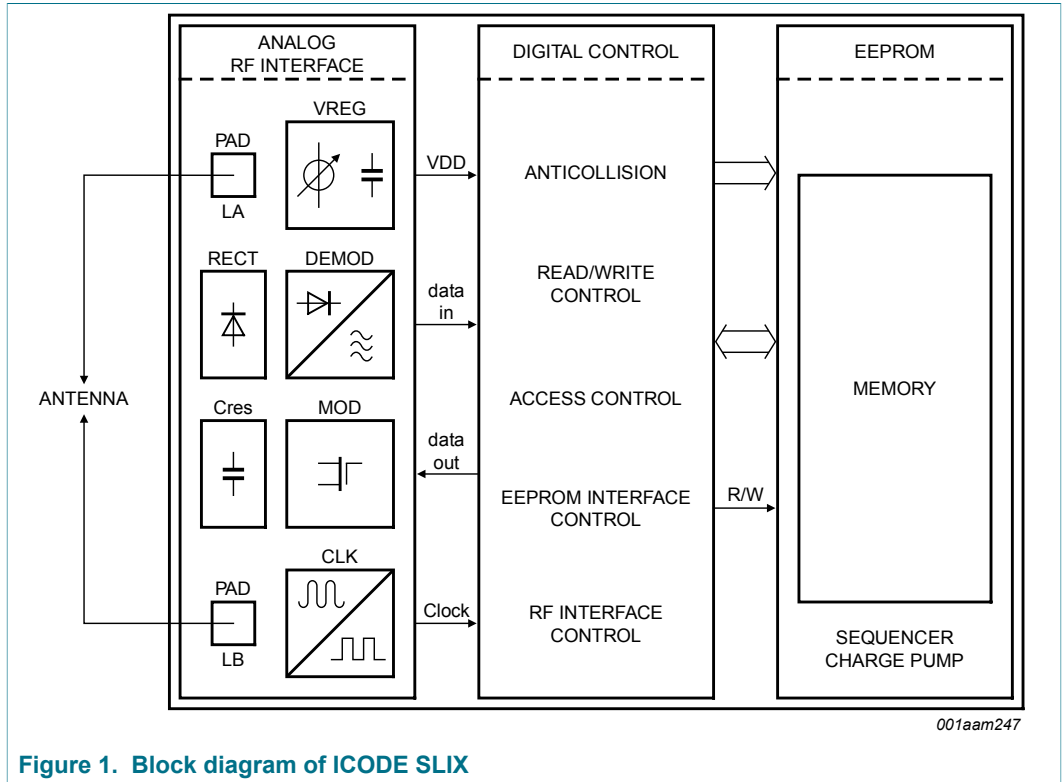 ANALOG
RF INTERFACE
DIGITAL CONTROL
EEPROM
VREG
PAD
LA
VDD
ANTICOLLISION
RECT
DEMOD
data
in
READ/WRITE
CONTROL
ANTENNA
Cres
MOD
data
out
ACCESS CONTROL
MEMORY
EEPROM INTERFACE
CONTROL
R/W
CLK
PAD
LB
Clock
RF INTERFACE
CONTROL
SEQUENCER
CHARGE PUMP
001aam247
Figure 1. Block diagram of ICODE SLIX